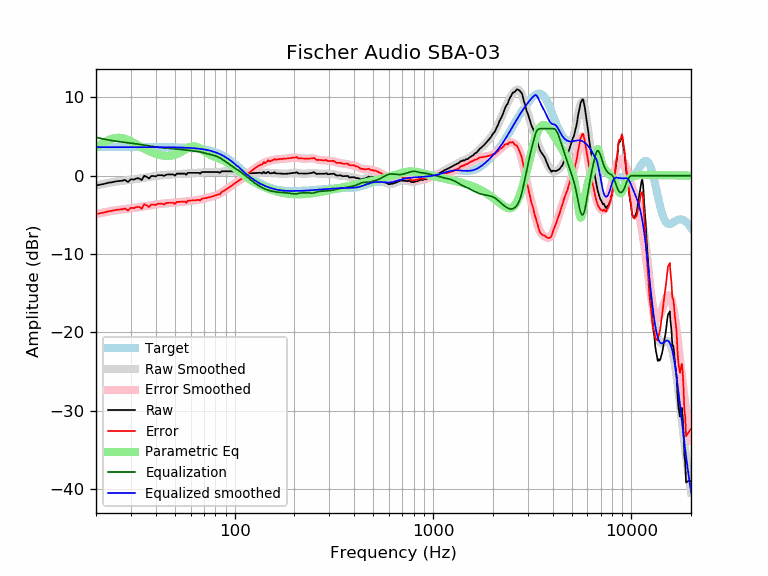 Fischer Audio SBA-03
Amplitude (dBr)
10
0
−10
−20
−30
−40
Target
Raw Smoothed
Error Smoothed
Raw
Error
Parametric Eq
Equalization
Equalized smoothed
100
1000
10000
Frequency (Hz)